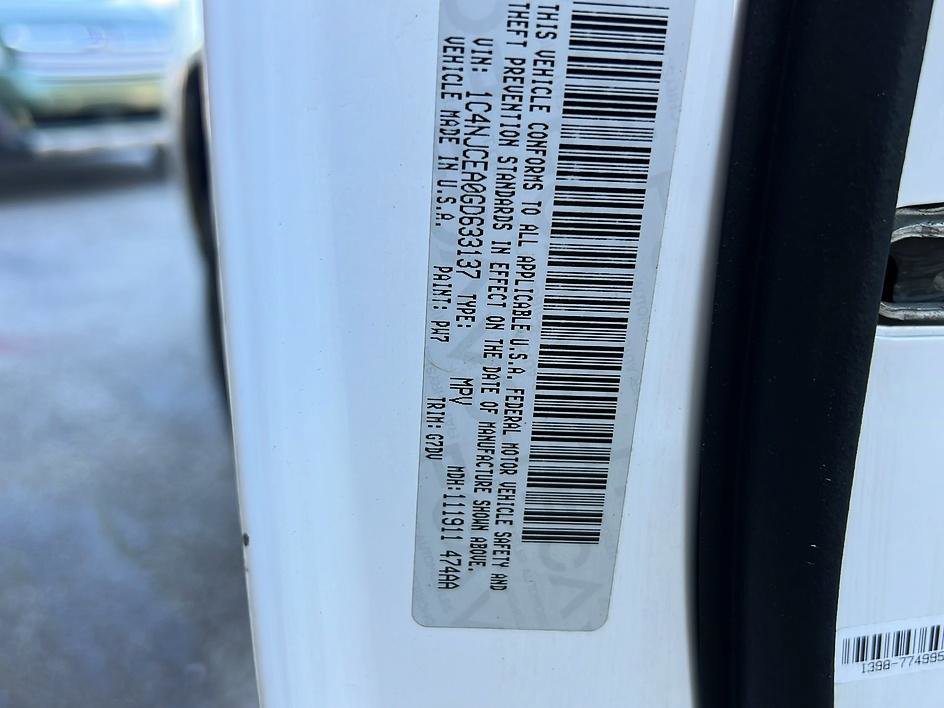 THIS VEHICLE CONFORMS TO ALL APPLICABLE U.S.A. FEDERAL MOTOR VEHICLE SAFETY AND
THEFT PREVENTION STANDARDS IN EFFECT ON THE DATE OF MANUFACTURE SHOWN ABOVE.
VIN: 1C4NJCEA0GD633137 TYPE: MPV MDH:111911 474AA
VEHICLE MADE IN U.S.A. PAINT: PW7 TRIM: G7DV
I398-774995